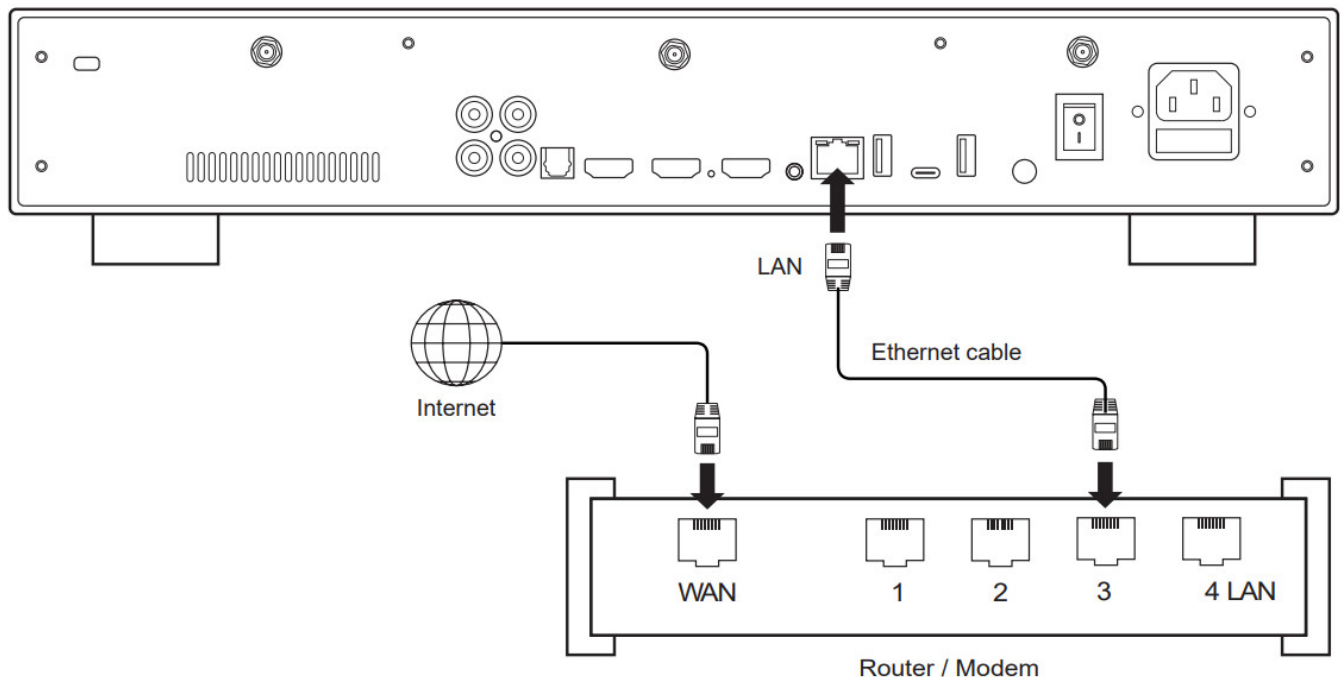 LAN
Ethernet cable
Internet
WAN
1
2
3
4 LAN
Router / Modem